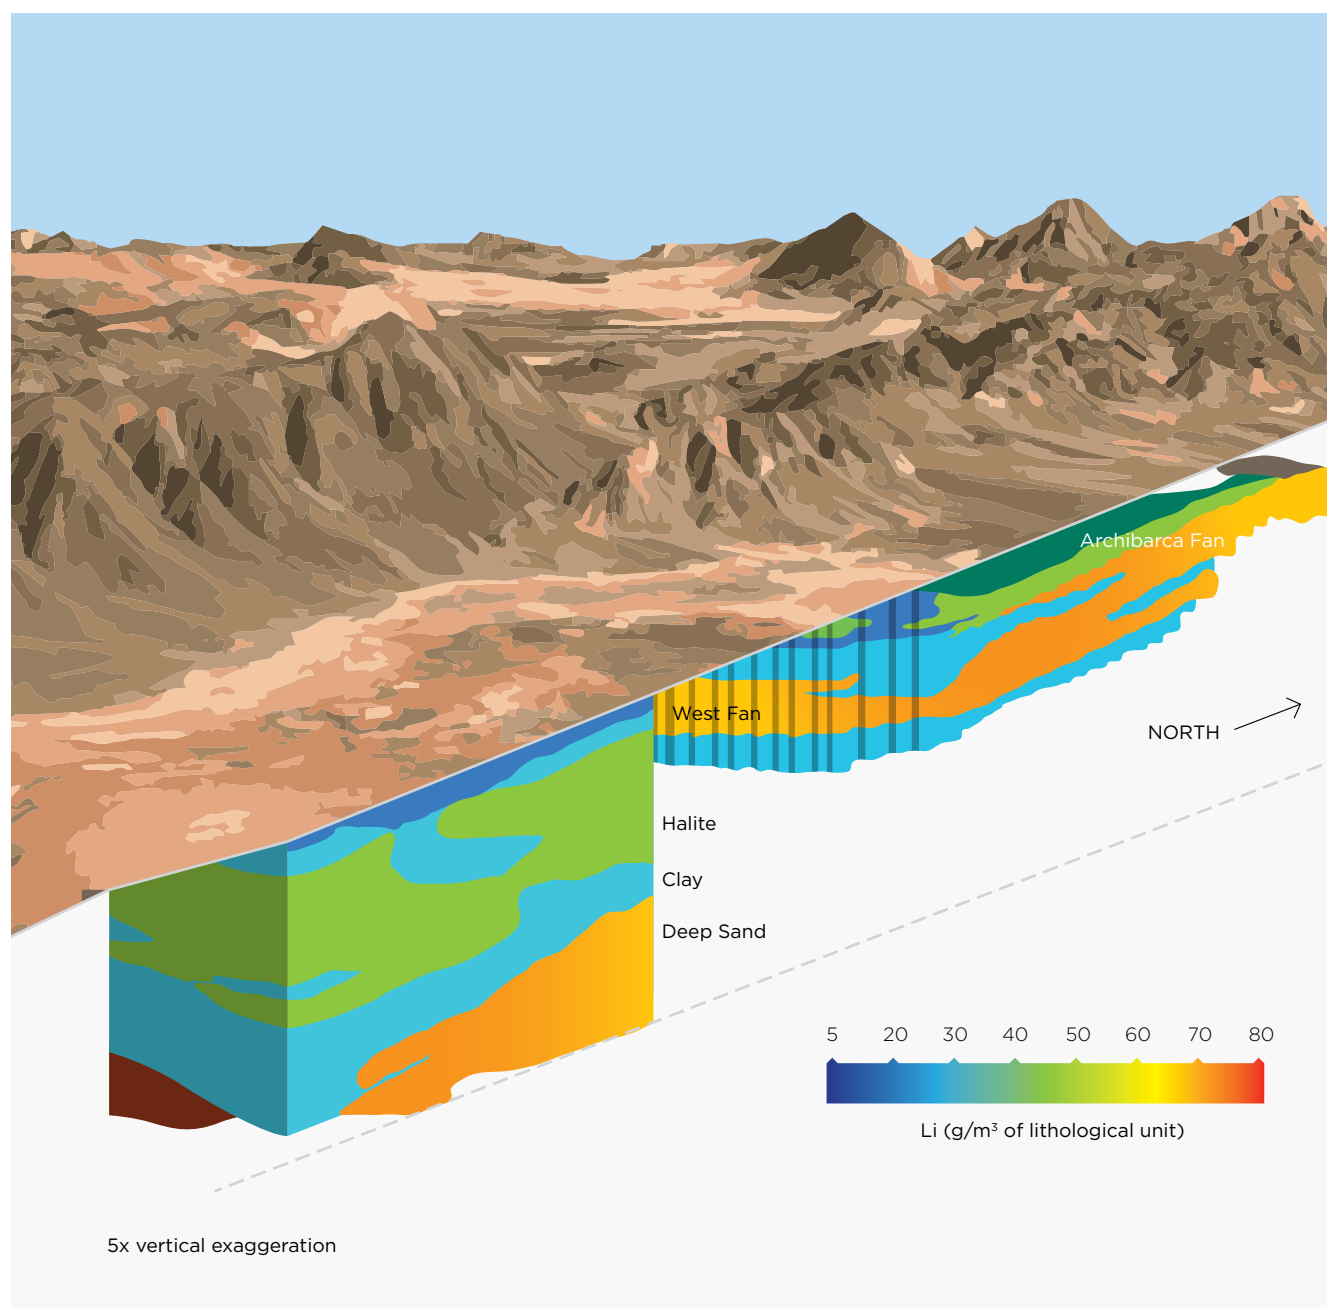 Archibarca Fan
West Fan
NORTH
Halite
Clay
Deep Sand
5 20 30 40 50 60 70 80
Li (g/m³ of lithological unit)
5x vertical exaggeration